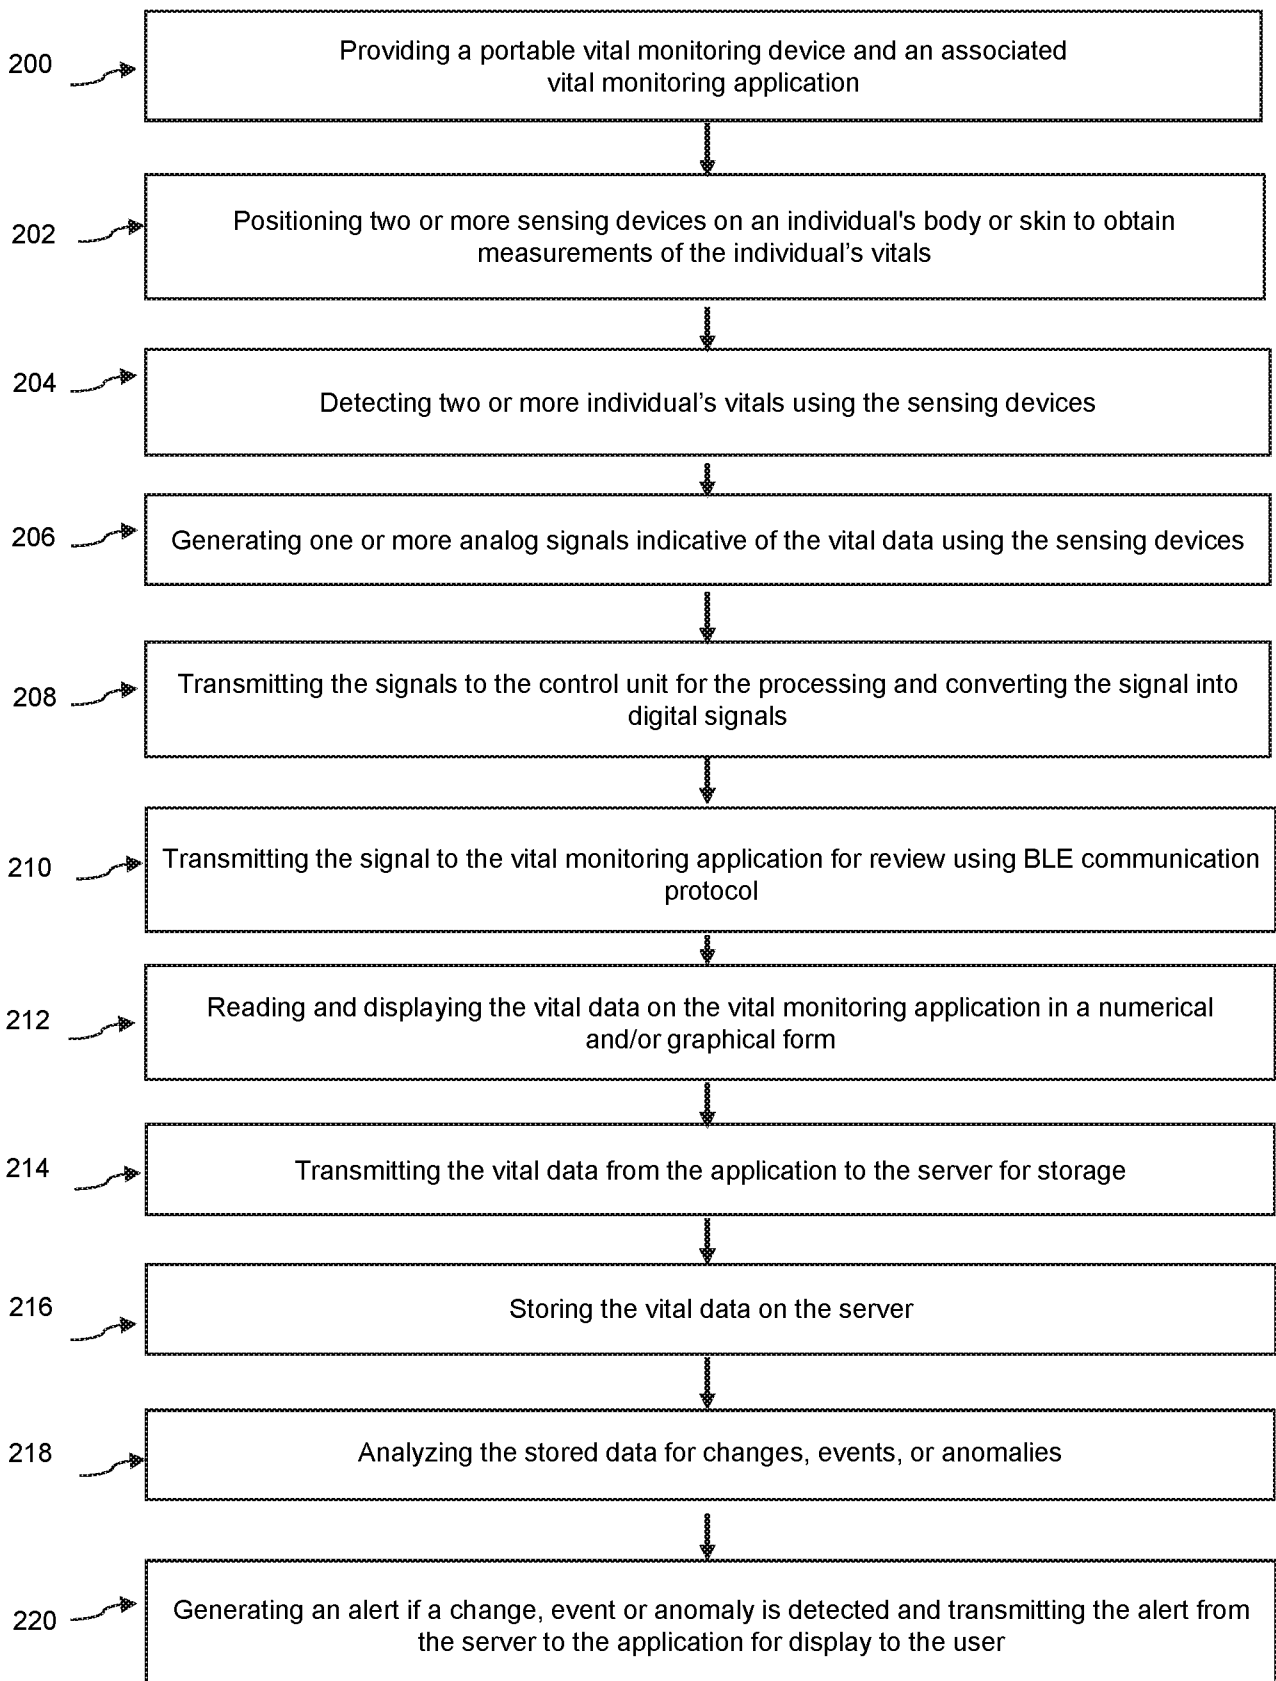 200
Providing a portable vital monitoring device and an associated
vital monitoring application
202
Positioning two or more sensing devices on an individual's body or skin to obtain
measurements of the individual’s vitals
204
Detecting two or more individual’s vitals using the sensing devices
206
Generating one or more analog signals indicative of the vital data using the sensing devices
208
Transmitting the signals to the control unit for the processing and converting the signal into
digital signals
210
Transmitting the signal to the vital monitoring application for review using BLE communication
protocol
212
Reading and displaying the vital data on the vital monitoring application in a numerical
and/or graphical form
214
Transmitting the vital data from the application to the server for storage
216
Storing the vital data on the server
218
Analyzing the stored data for changes, events, or anomalies
220
Generating an alert if a change, event or anomaly is detected and transmitting the alert from
the server to the application for display to the user